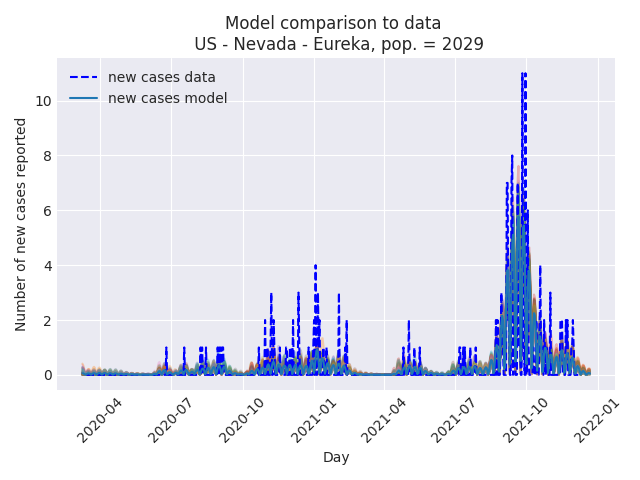 Model comparison to data
US - Nevada - Eureka, pop. = 2029
new cases data
new cases model
Number of new cases reported
10
8
6
4
2
0
2020-04
2020-07
2020-10
2021-01
2021-04
2021-07
2021-10
2022-01
Day